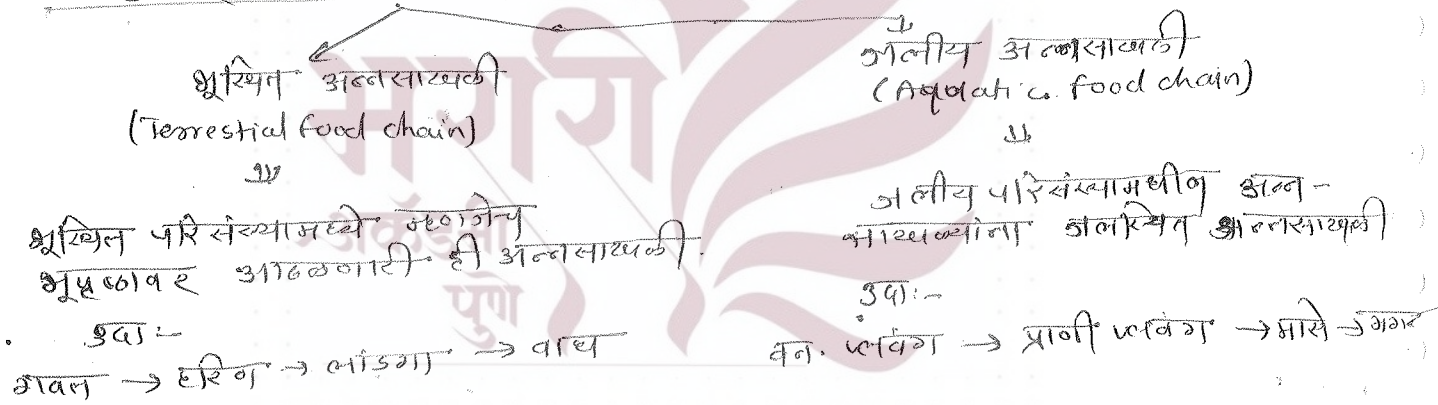 भूस्थित अन्नसाखळी
(Terrestial food chain)
भूस्थित परिसंस्थामध्ये म्हणजेच
भूपृष्ठावर आढळणारी ही अन्नसाखळी.
उदा:-
गवत → हरिण → लांडगा → वाघ
जलीय अन्नसाखळी
(Aquatic food chain)
जलीय परिसंस्थामधील अन्न-
साखळ्यांना जलस्थित अन्नसाखळी
उदा:-
वन. प्लवंग → प्राणी प्लवंग → मासे → मगर
अकॅडमी
पुणे